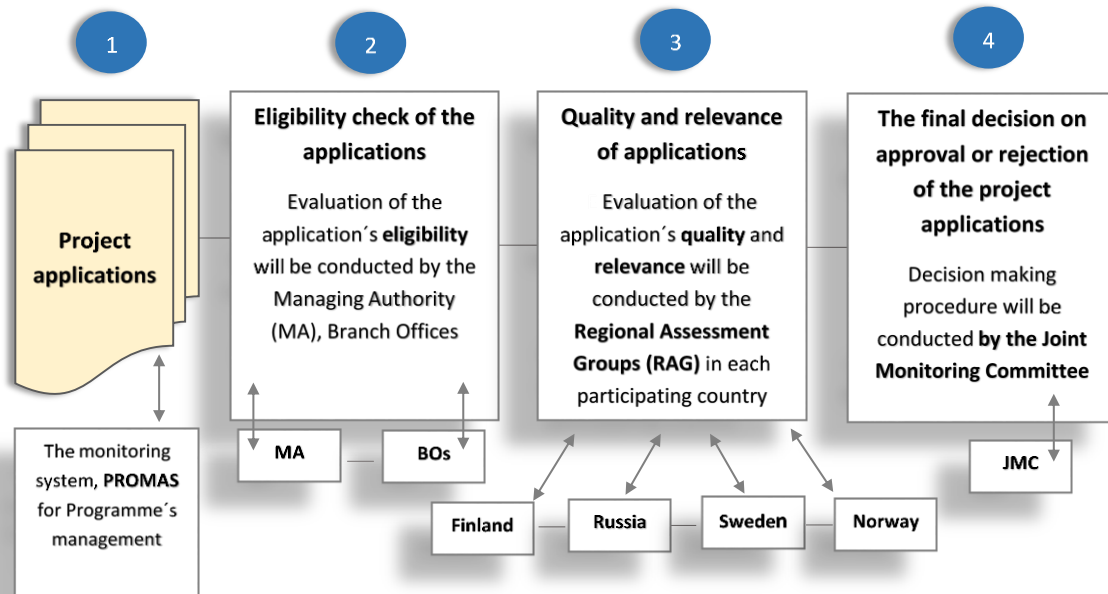 1
2
3
4
Project
applications
The monitoring
system, PROMAS
for Programme´s
management
Eligibility check of the
applications
Evaluation of the
application´s eligibility
will be conducted by the
Managing Authority
(MA), Branch Offices
MA
BOs
Quality and relevance
of applications
Evaluation of the
application´s quality and
relevance will be
conducted by the
Regional Assessment
Groups (RAG) in each
participating country
Finland
Russia
Sweden
Norway
The final decision on
approval or rejection
of the project
applications
Decision making
procedure will be
conducted by the Joint
Monitoring Committee
JMC